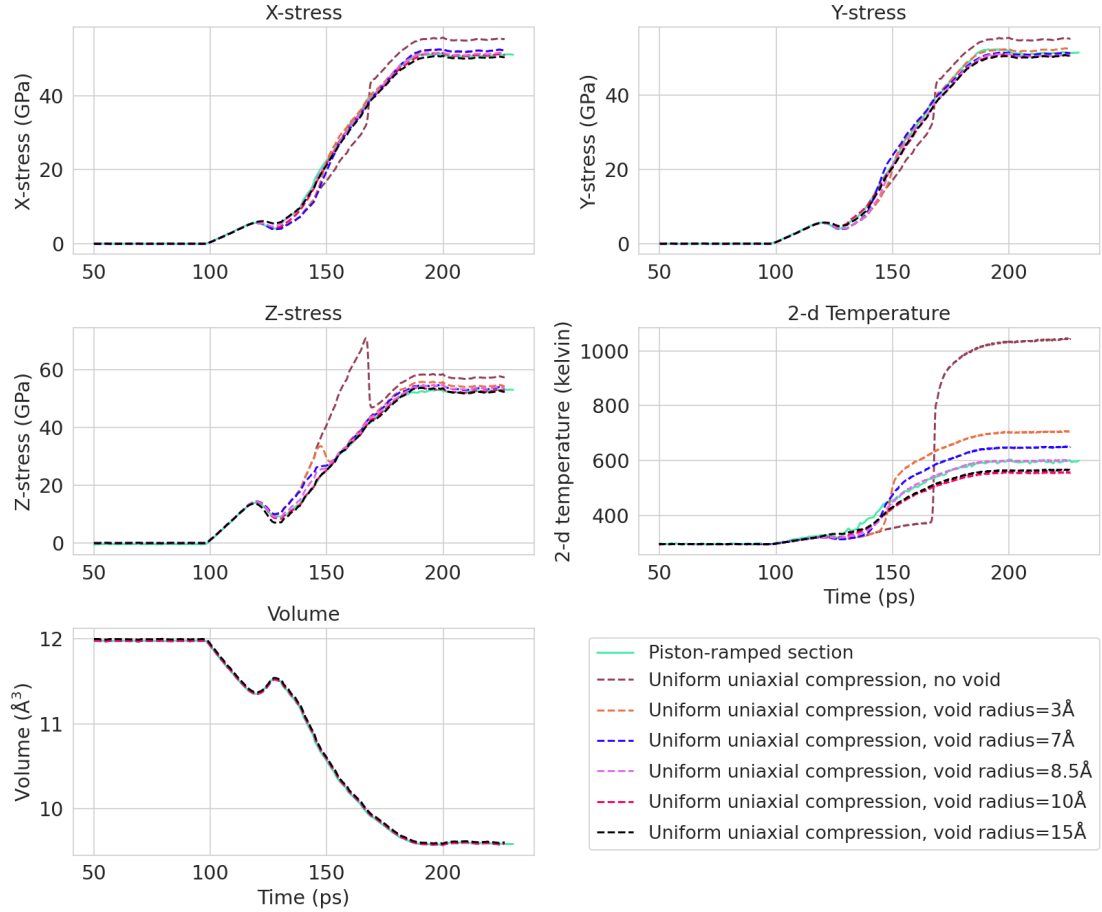 X-stress
X-stress (GPa)
40
20
0
50 100 150 200
Y-stress
Y-stress (GPa)
40
20
0
50 100 150 200
Z-stress
Z-stress (GPa)
60
40
20
0
50 100 150 200
2-d Temperature
2-d temperature (kelvin)
1000
800
600
400
50 100 150 200
Time (ps)
Volume
Volume (Å³)
12
11
10
50 100 150 200
Time (ps)
Piston-ramped section
Uniform uniaxial compression, no void
Uniform uniaxial compression, void radius=3Å
Uniform uniaxial compression, void radius=7Å
Uniform uniaxial compression, void radius=8.5Å
Uniform uniaxial compression, void radius=10Å
Uniform uniaxial compression, void radius=15Å